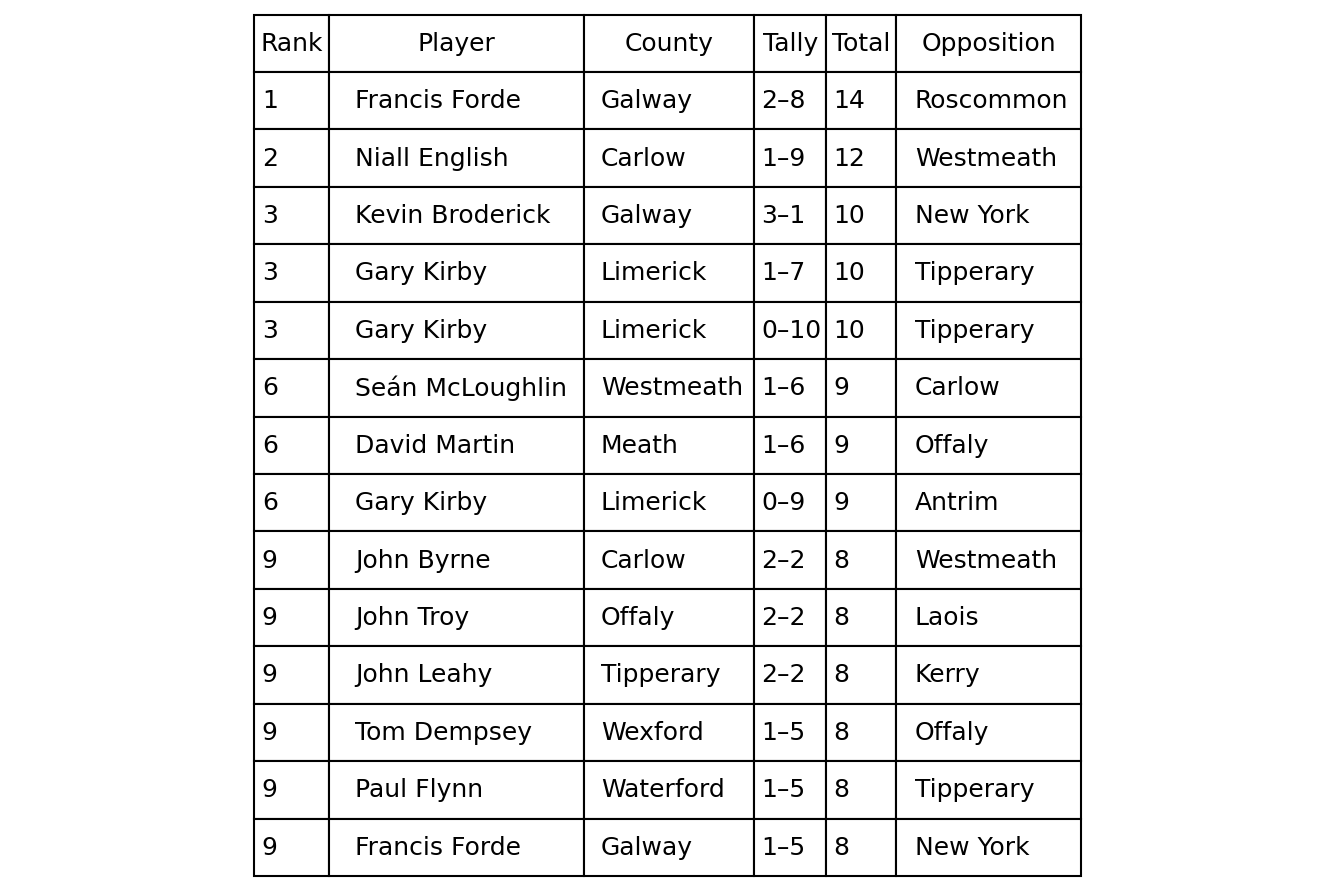 Rank Player County Tally Total Opposition
1 Francis Forde Galway 2–8 14 Roscommon
2 Niall English Carlow 1–9 12 Westmeath
3 Kevin Broderick Galway 3–1 10 New York
3 Gary Kirby Limerick 1–7 10 Tipperary
3 Gary Kirby Limerick 0–10 10 Tipperary
6 Seán McLoughlin Westmeath 1–6 9 Carlow
6 David Martin Meath 1–6 9 Offaly
6 Gary Kirby Limerick 0–9 9 Antrim
9 John Byrne Carlow 2–2 8 Westmeath
9 John Troy Offaly 2–2 8 Laois
9 John Leahy Tipperary 2–2 8 Kerry
9 Tom Dempsey Wexford 1–5 8 Offaly
9 Paul Flynn Waterford 1–5 8 Tipperary
9 Francis Forde Galway 1–5 8 New York